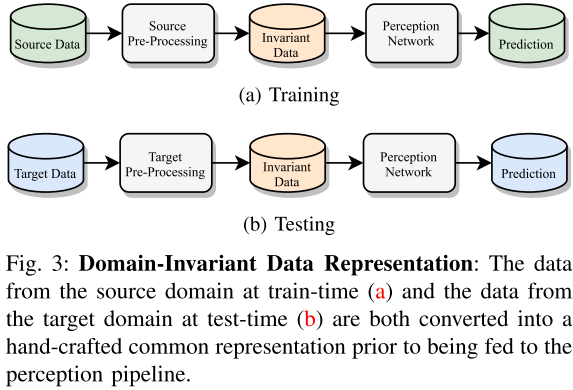 Source Data
Source
Pre-Processing
Invariant
Data
Perception
Network
Prediction
(a) Training
Target Data
Target
Pre-Processing
Invariant
Data
Perception
Network
Prediction
(b) Testing
Fig. 3: Domain-Invariant Data Representation: The data
from the source domain at train-time (a) and the data from
the target domain at test-time (b) are both converted into a
hand-crafted common representation prior to being fed to the
perception pipeline.